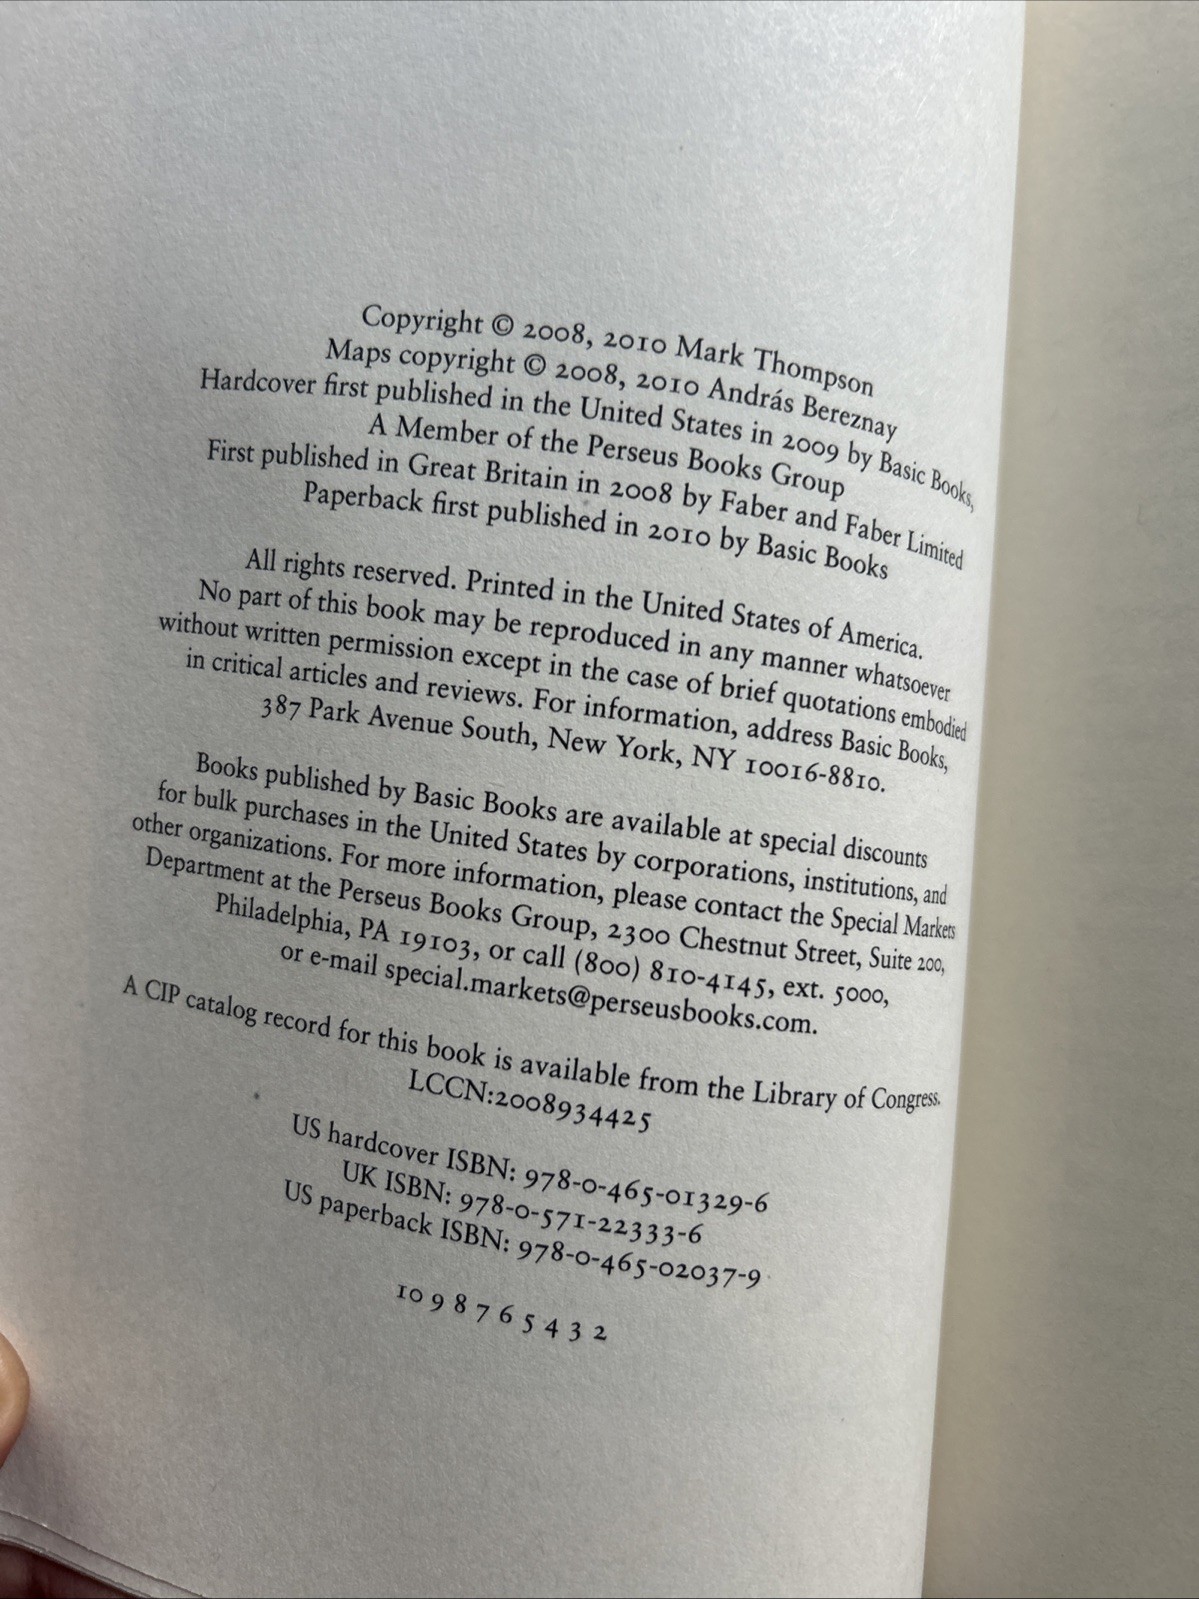 Copyright © 2008, 2010 Mark Thompson
Maps copyright © 2008, 2010 András Bereznay
Hardcover first published in the United States in 2009 by Basic Books,
A Member of the Perseus Books Group
First published in Great Britain in 2008 by Faber and Faber Limited
Paperback first published in 2010 by Basic Books
All rights reserved. Printed in the United States of America.
No part of this book may be reproduced in any manner whatsoever
without written permission except in the case of brief quotations embodied
in critical articles and reviews. For information, address Basic Books,
387 Park Avenue South, New York, NY 10016-8810.
Books published by Basic Books are available at special discounts
for bulk purchases in the United States by corporations, institutions, and
other organizations. For more information, please contact the Special Markets
Department at the Perseus Books Group, 2300 Chestnut Street, Suite 200,
Philadelphia, PA 19103, or call (800) 810-4145, ext. 5000,
or e-mail special.markets@perseusbooks.com.
A CIP catalog record for this book is available from the Library of Congress.
LCCN:2008934425
US hardcover ISBN: 978-0-465-01329-6
UK ISBN: 978-0-571-22333-6
US paperback ISBN: 978-0-465-02037-9
10 9 8 7 6 5 4 3 2